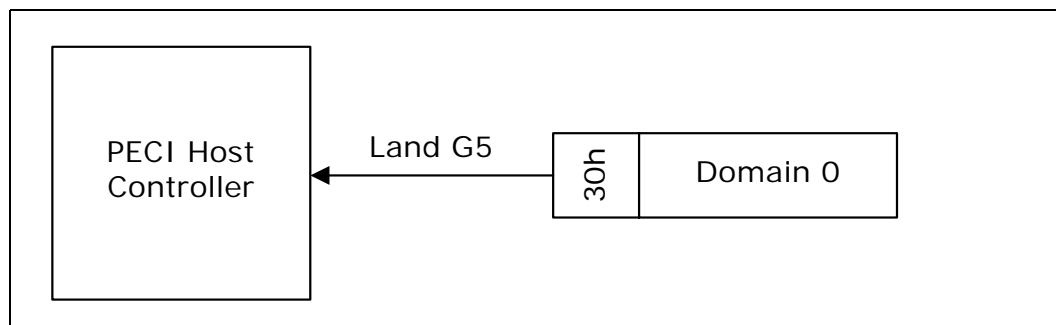 PECI Host
Controller
Land G5
30h
Domain 0